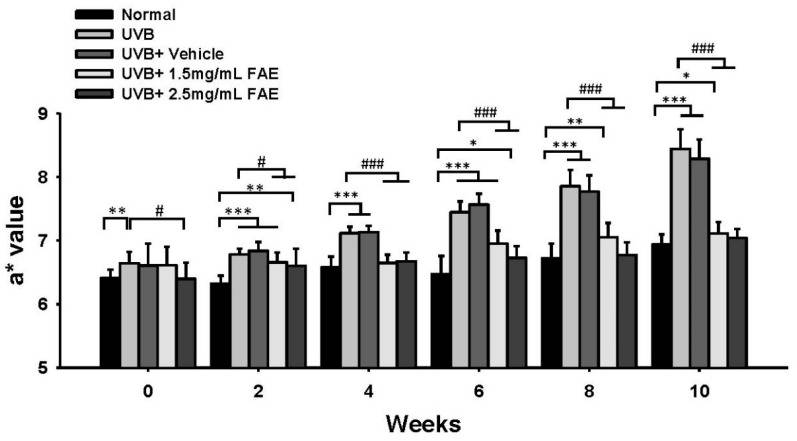 Normal
UVB
UVB+ Vehicle
UVB+ 1.5mg/mL FAE
UVB+ 2.5mg/mL FAE
###
*
***
###
**
***
###
*
***
###
***
#
**
***
**
#
9
8
7
6
5
a* value
0 2 4 6 8 10
Weeks